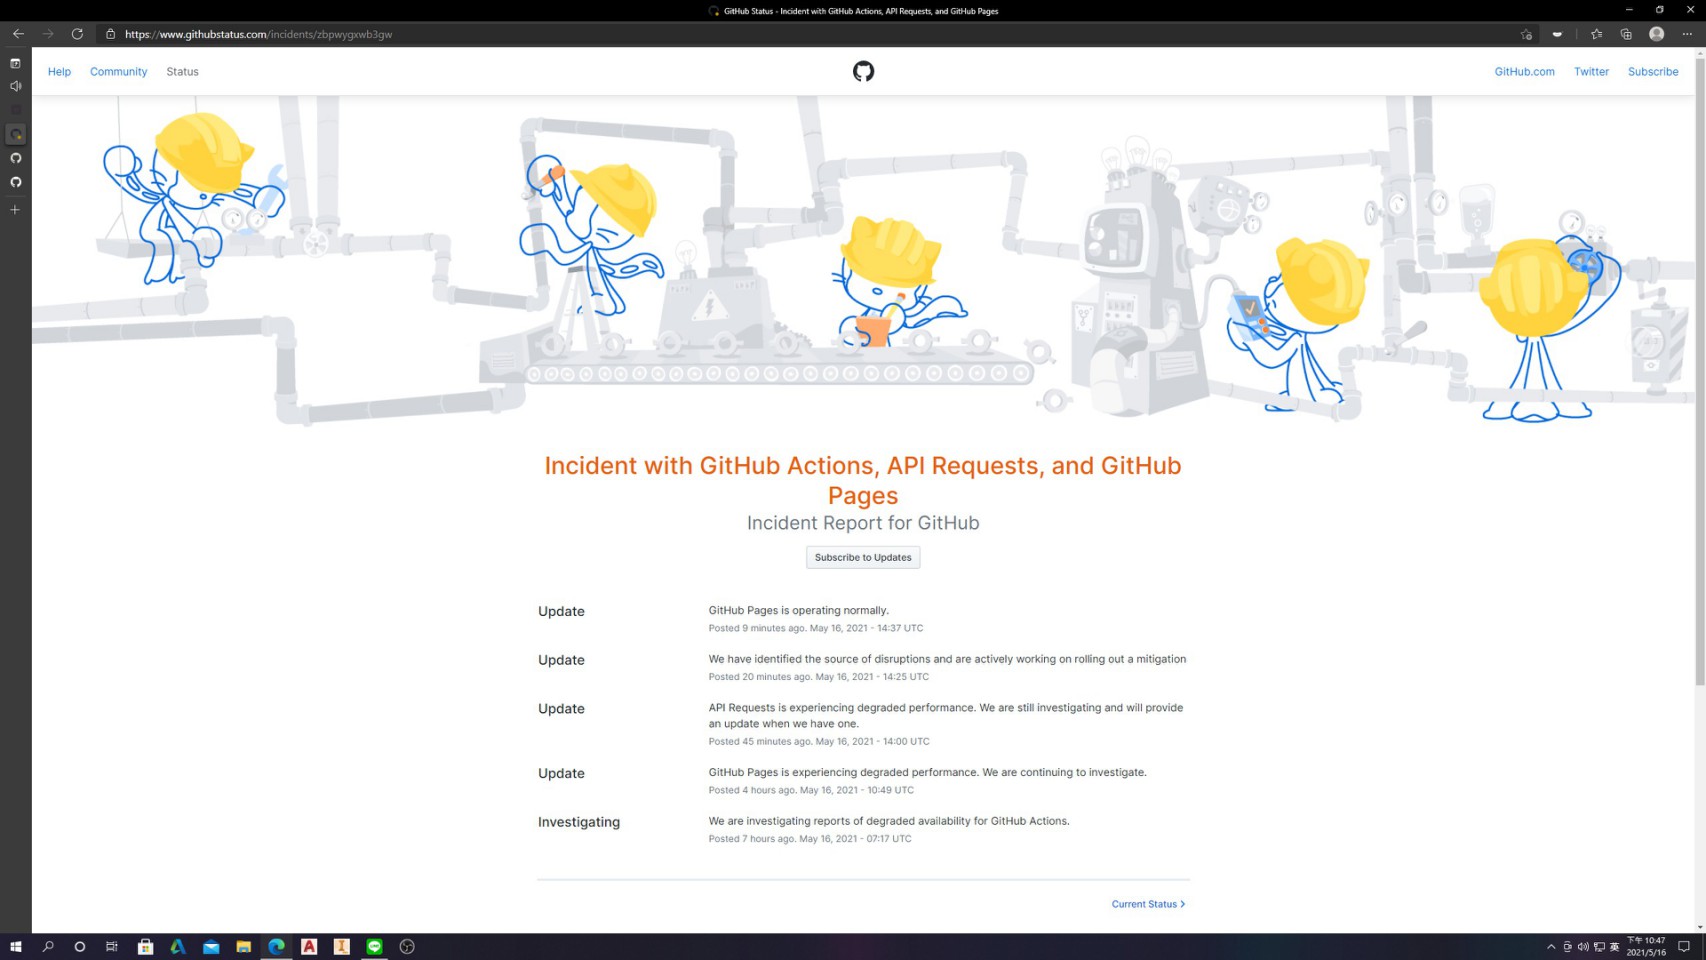 GitHub Status - Incident with GitHub Actions, API Requests, and GitHub Pages
https://www.githubstatus.com/incidents/zbpwygxwb3gw
Help Community Status GitHub.com Twitter Subscribe
Incident with GitHub Actions, API Requests, and GitHub
Pages
Incident Report for GitHub
Subscribe to Updates
Update GitHub Pages is operating normally.
Posted 9 minutes ago. May 16, 2021 - 14:37 UTC
Update We have identified the source of disruptions and are actively working on rolling out a mitigation
Posted 20 minutes ago. May 16, 2021 - 14:25 UTC
Update API Requests is experiencing degraded performance. We are still investigating and will provide
an update when we have one.
Posted 45 minutes ago. May 16, 2021 - 14:00 UTC
Update GitHub Pages is experiencing degraded performance. We are continuing to investigate.
Posted 4 hours ago. May 16, 2021 - 10:49 UTC
Investigating We are investigating reports of degraded availability for GitHub Actions.
Posted 7 hours ago. May 16, 2021 - 07:17 UTC
Current Status
英 下午 10:47
2021/5/16